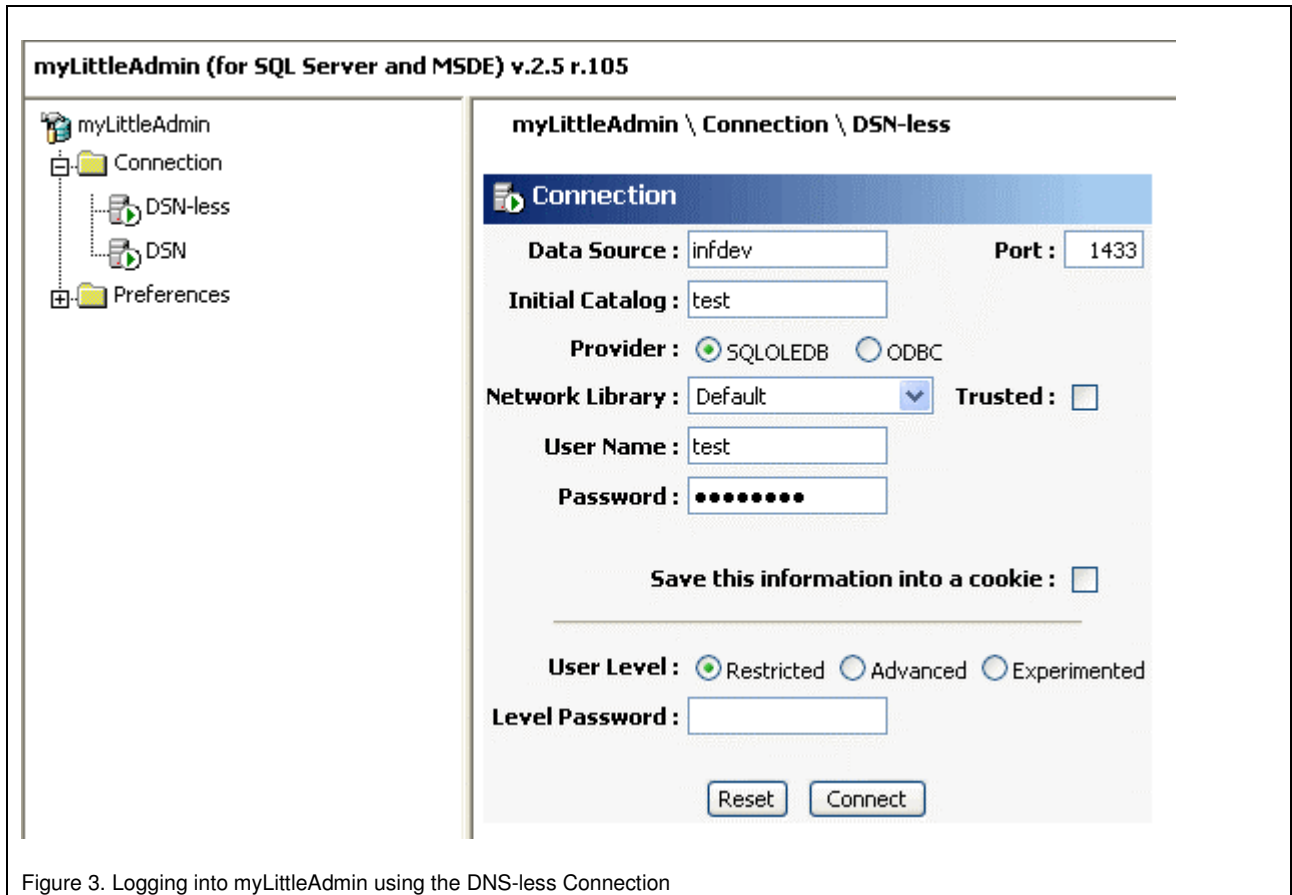 myLittleAdmin (for SQL Server and MSDE) v.2.5 r.105
myLittleAdmin
Connection
DSN-less
DSN
Preferences
myLittleAdmin \ Connection \ DSN-less
Connection
Data Source : infdev Port : 1433
Initial Catalog : test
Provider : SQLOLEDB ODBC
Network Library : Default Trusted :
User Name : test
Password : ●●●●●●●●
Save this information into a cookie :
User Level : Restricted Advanced Experimented
Level Password :
Reset Connect
Figure 3. Logging into myLittleAdmin using the DNS-less Connection